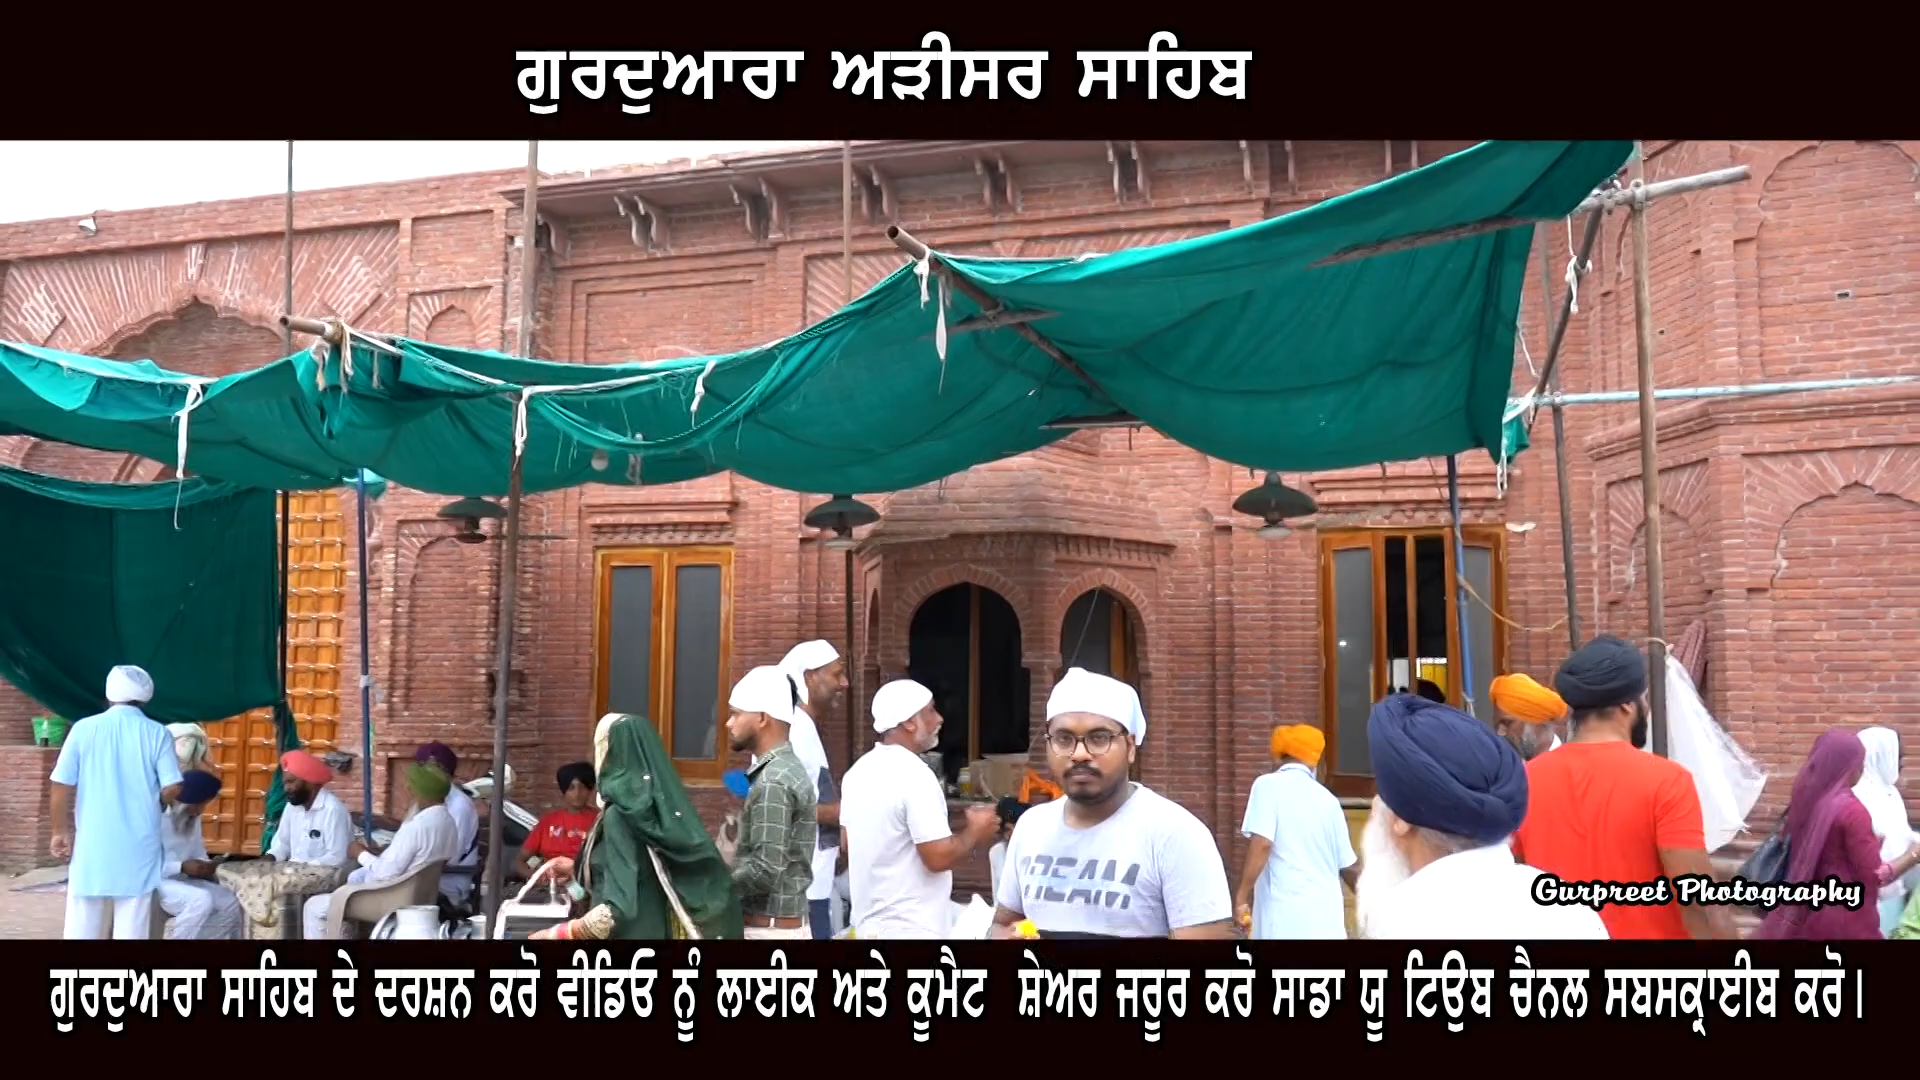 ਗੁਰਦੁਆਰਾ ਅੜੀਸਰ ਸਾਹਿਬ
DREAM
Gurpreet Photography
ਗੁਰਦੁਆਰਾ ਸਾਹਿਬ ਦੇ ਦਰਸ਼ਨ ਕਰੋ ਵੀਡਿਓ ਨੂੰ ਲਾਈਕ ਅਤੇ ਕੂਮੈਟ ਸ਼ੇਅਰ ਜਰੂਰ ਕਰੋ ਸਾਡਾ ਯੂ ਟਿਊਬ ਚੈਨਲ ਸਬਸਕ੍ਰਾਈਬ ਕਰੋ।